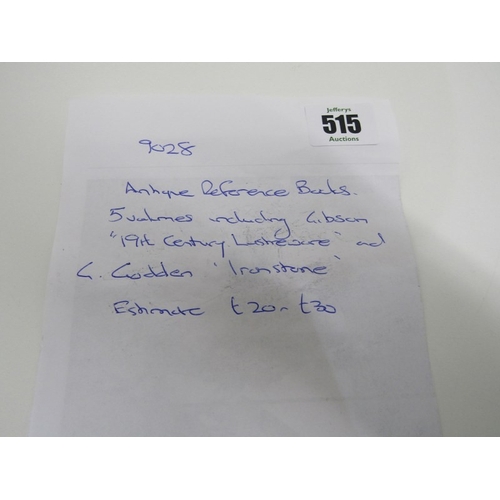 Jefferys
515
Auctions
9028
Antique Reference Books.
5 volumes including Gibson
"19th Century Lustreware" and
G. Godden 'Ironstone'
Estimate £20-£30